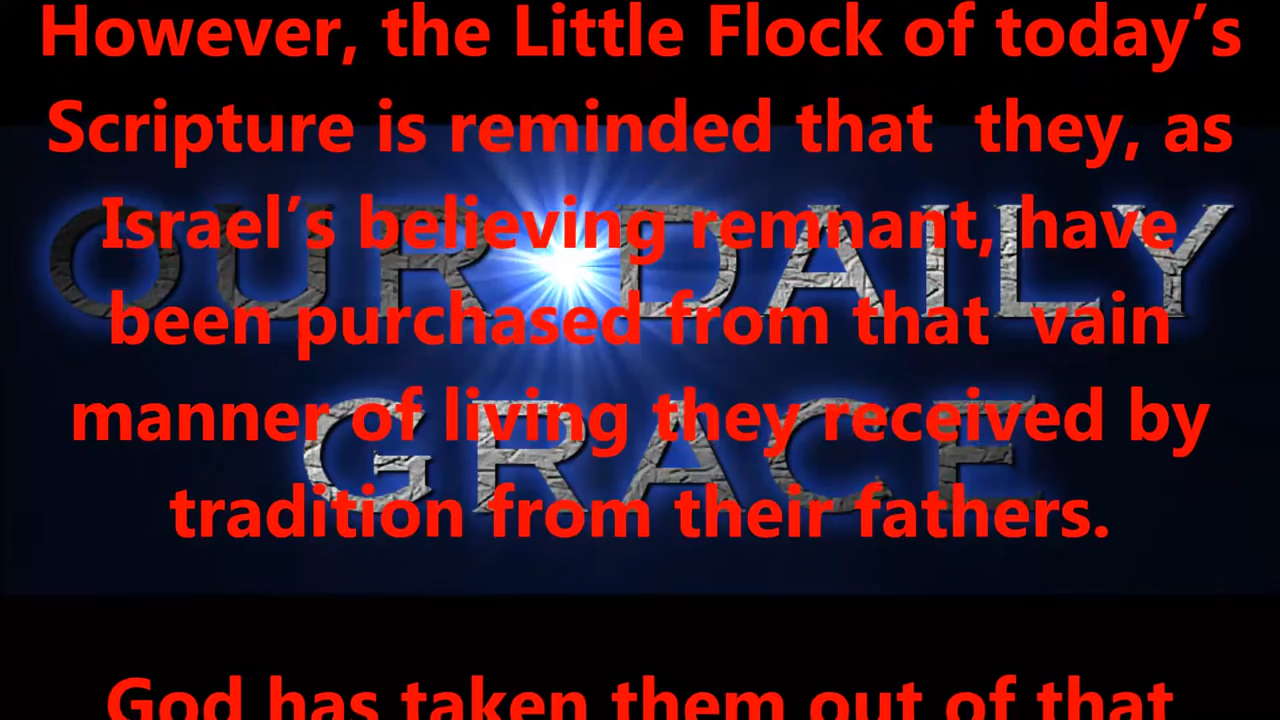 However, the Little Flock of today’s
Scripture is reminded that they, as
Israel’s believing remnant, have
OUR DAILY
been purchased from that vain
manner of living they received by
GRACE
tradition from their fathers.
God has taken them out of that